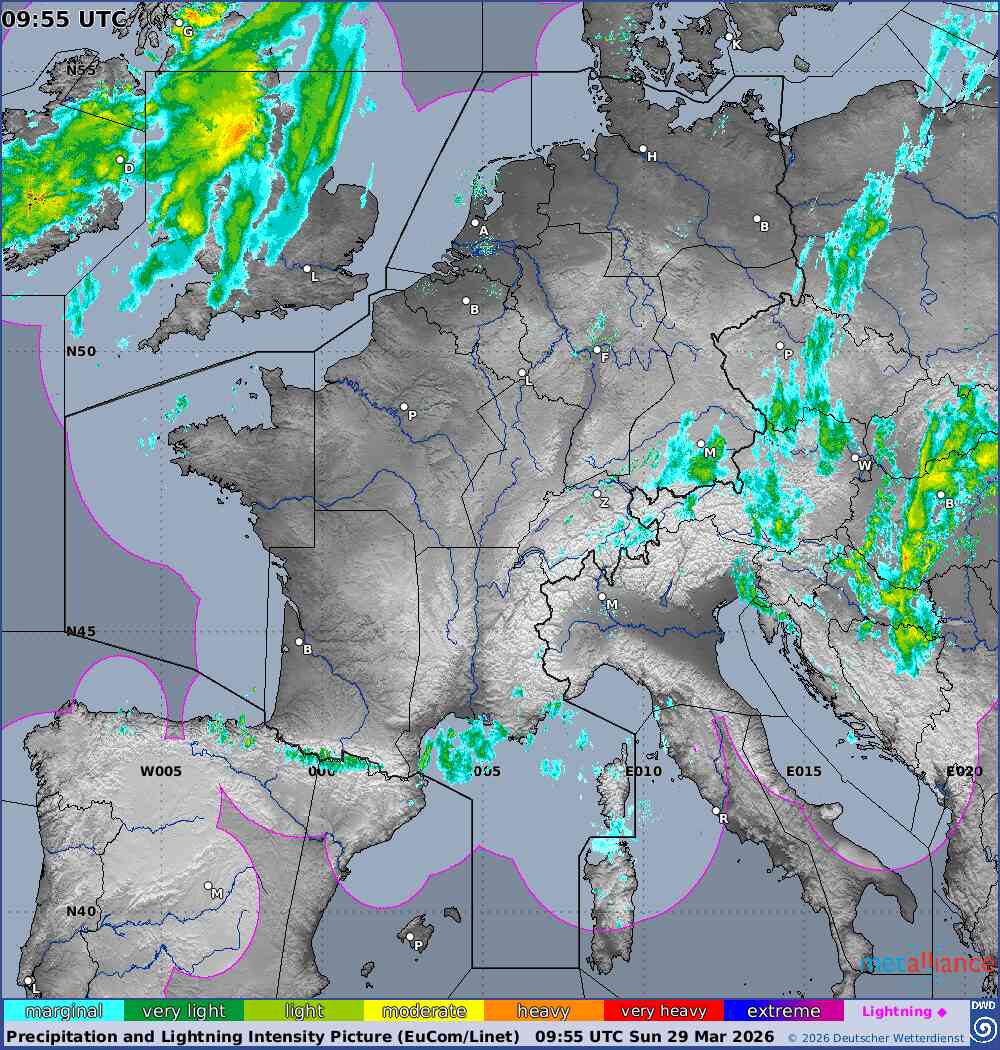 09:55 UTC
G
K
N55
D
H
A
B
B
L
N50
F
P
L
P
M
W
Z
B
M
N45
B
W005
000
005
E010
E015
E020
R
M
N40
P
L
metalliance
marginal very light light moderate heavy very heavy extreme Lightning ◆
DWD
Precipitation and Lightning Intensity Picture (EuCom/Linet) 09:55 UTC Sun 29 Mar 2026 © 2026 Deutscher Wetterdienst